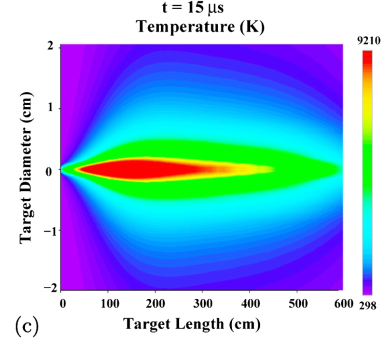 t = 15 μs
Temperature (K)
9210
2
1
0
−1
−2
Target Diameter (cm)
0 100 200 300 400 500 600
298
Target Length (cm)
(c)